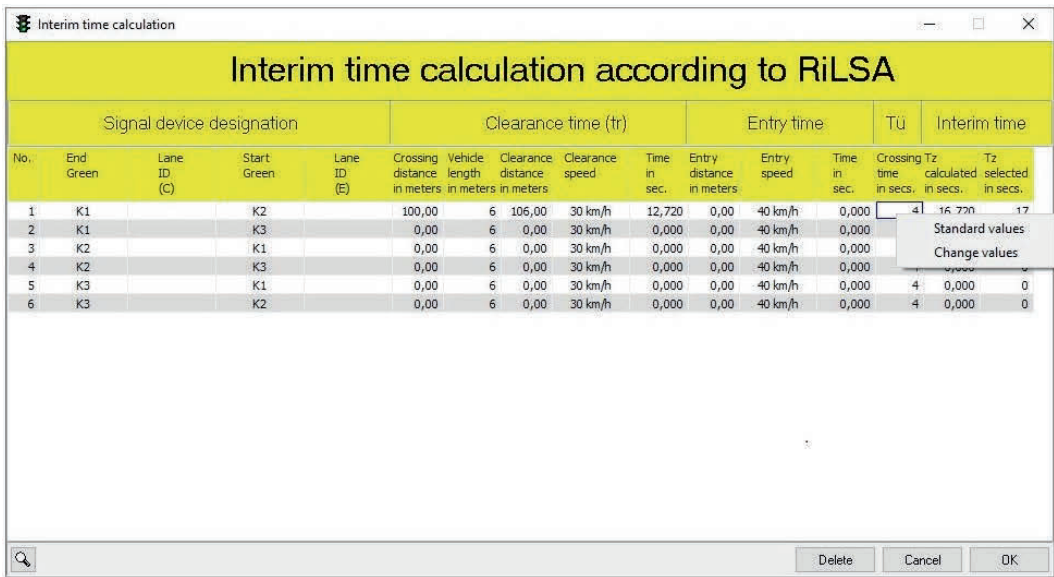 Interim time calculation
Interim time calculation according to RiLSA
Signal device designation Clearance time (tr) Entry time Tü Interim time
No. End Lane Start Lane Crossing Vehicle Clearance Clearance Time Entry Entry Time Crossing Tz Tz
Green ID Green ID distance length distance speed in distance speed in time calculated selected
(C) (E) in meters in meters in meters sec. in meters sec. in secs. in secs. in secs.
1 K1 K2 100,00 6 106,00 30 km/h 12,720 0,00 40 km/h 0,000 4 16,720 17
Standard values
2 K1 K3 0,00 6 0,00 30 km/h 0,000 0,00 40 km/h 0,000
3 K2 K1 0,00 6 0,00 30 km/h 0,000 0,00 40 km/h 0,000
Change values
4 K2 K3 0,00 6 0,00 30 km/h 0,000 0,00 40 km/h 0,000
5 K3 K1 0,00 6 0,00 30 km/h 0,000 0,00 40 km/h 0,000 4 0,000 0
6 K3 K2 0,00 6 0,00 30 km/h 0,000 0,00 40 km/h 0,000 4 0,000 0
Delete Cancel OK